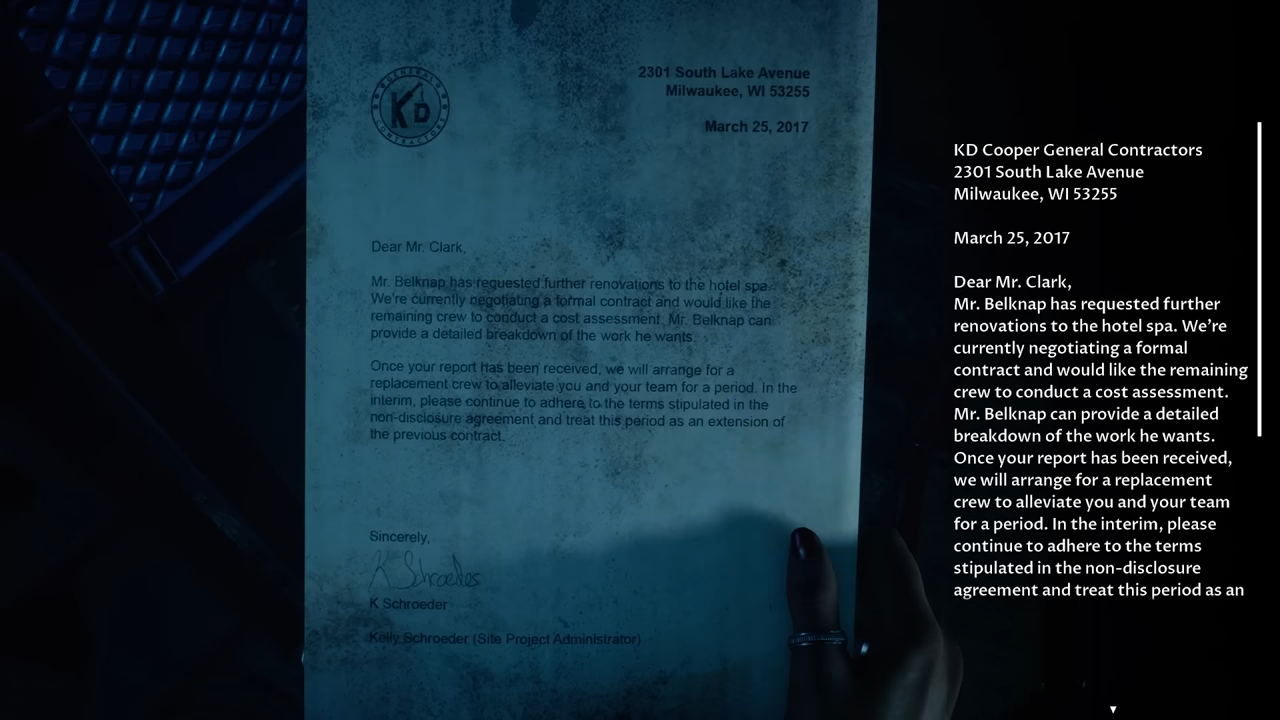 GENERAL
KD
CONTRACTORS
2301 South Lake Avenue
Milwaukee, WI 53255
March 25, 2017
Dear Mr. Clark,
Mr. Belknap has requested further renovations to the hotel spa.
We're currently negotiating a formal contract and would like the
remaining crew to conduct a cost assessment. Mr. Belknap can
provide a detailed breakdown of the work he wants.
Once your report has been received, we will arrange for a
replacement crew to alleviate you and your team for a period. In the
interim, please continue to adhere to the terms stipulated in the
non-disclosure agreement and treat this period as an extension of
the previous contract.
Sincerely,
K Schroeder
K Schroeder
Kelly Schroeder (Site Project Administrator)
KD Cooper General Contractors
2301 South Lake Avenue
Milwaukee, WI 53255
March 25, 2017
Dear Mr. Clark,
Mr. Belknap has requested further
renovations to the hotel spa. We're
currently negotiating a formal
contract and would like the remaining
crew to conduct a cost assessment.
Mr. Belknap can provide a detailed
breakdown of the work he wants.
Once your report has been received,
we will arrange for a replacement
crew to alleviate you and your team
for a period. In the interim, please
continue to adhere to the terms
stipulated in the non-disclosure
agreement and treat this period as an